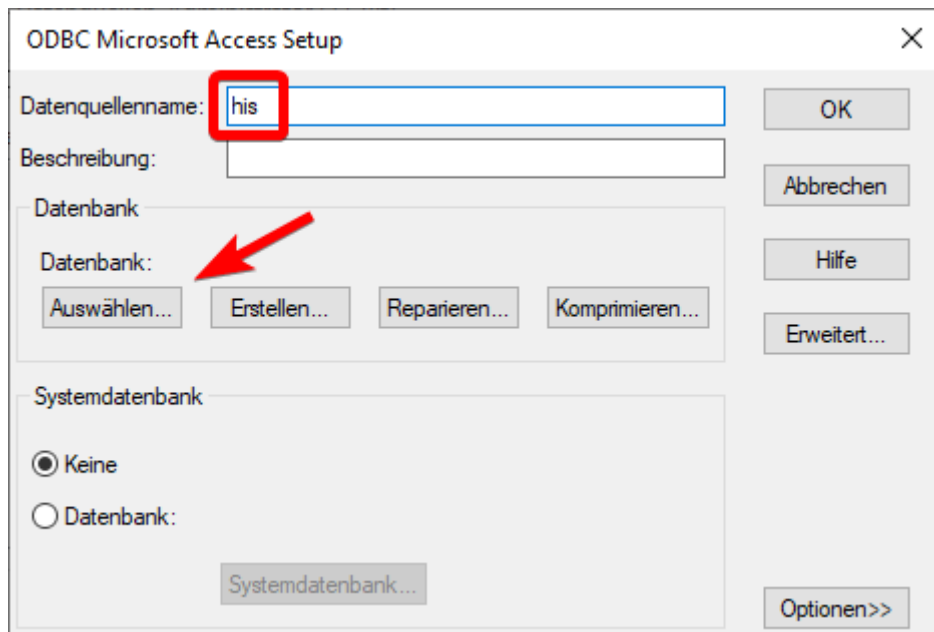 ODBC Microsoft Access Setup
Datenquellenname: his
OK
Beschreibung:
Abbrechen
Datenbank
Datenbank:
Hilfe
Auswählen... Erstellen... Reparieren... Komprimieren...
Erweitert...
Systemdatenbank
Keine
Datenbank:
Systemdatenbank...
Optionen>>